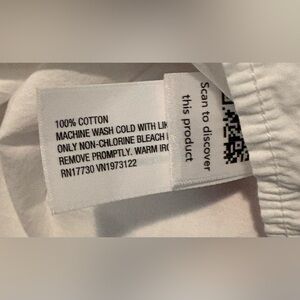 100% COTTON
MACHINE WASH COLD WITH
ONLY NON-CHLORINE BLEACH
REMOVE PROMPTLY. WARM
RN17730 VN1973122
Scan to discover
this product